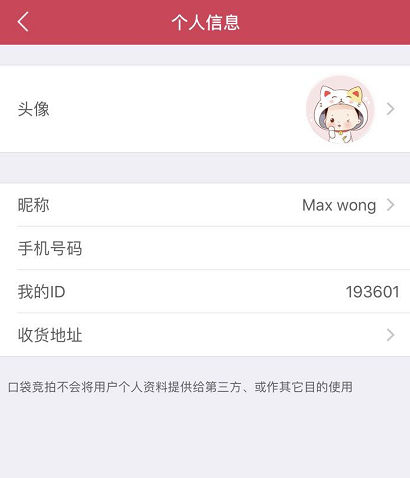 个人信息
头像
昵称 Max wong
手机号码
我的ID 193601
收货地址
口袋竞拍不会将用户个人资料提供给第三方、或作其它目的使用